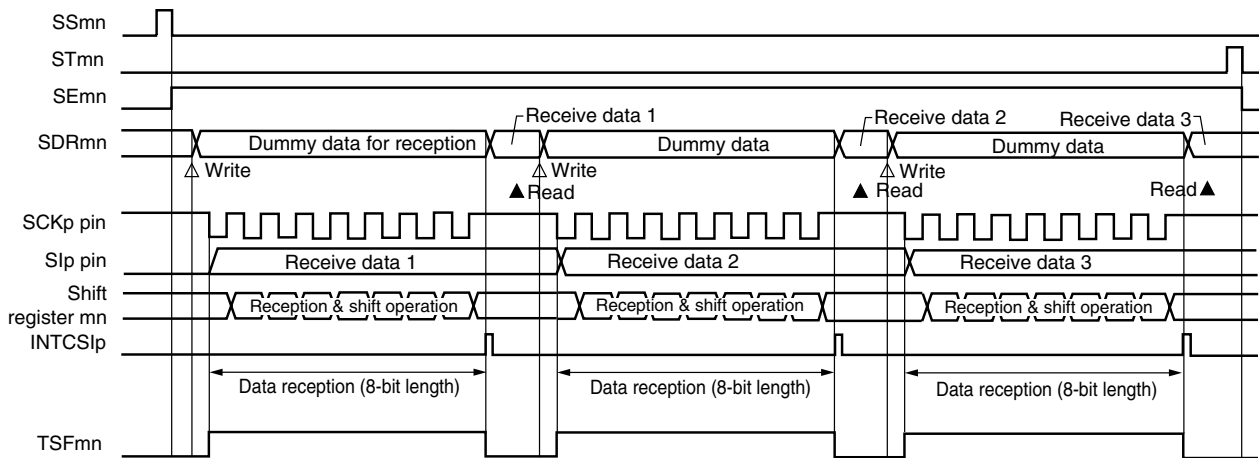 SSmn
STmn
SEmn
Receive data 1
Receive data 2
Receive data 3
SDRmn
Dummy data for reception
Dummy data
Dummy data
Write
Write
Write
Read
Read
Read
SCKp pin
SIp pin
Receive data 1
Receive data 2
Receive data 3
Shift
register mn
Reception & shift operation
Reception & shift operation
Reception & shift operation
INTCSIp
Data reception (8-bit length)
Data reception (8-bit length)
Data reception (8-bit length)
TSFmn